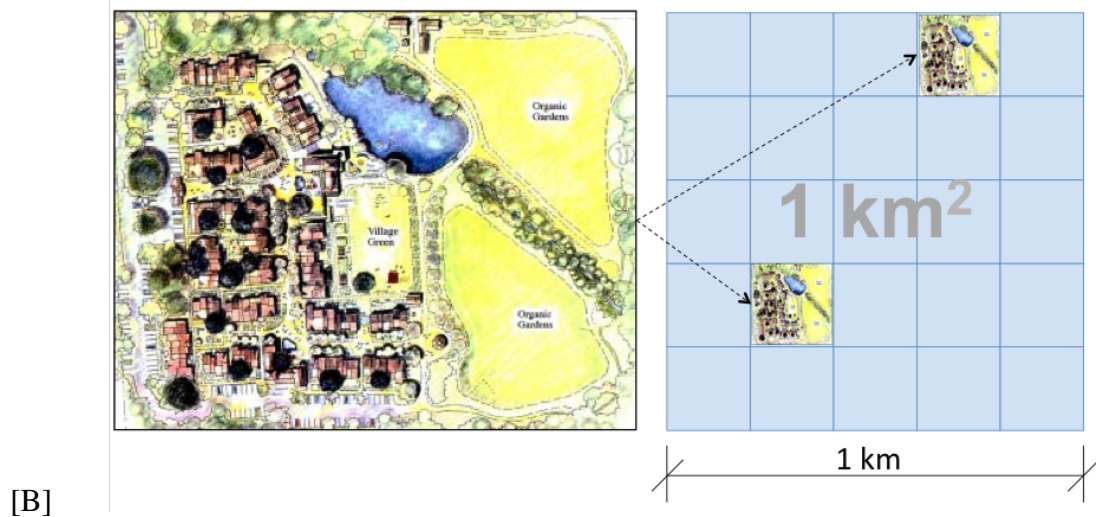 Organic
Gardens
Village
Green
Organic
Gardens
1 km²
1 km
[B]